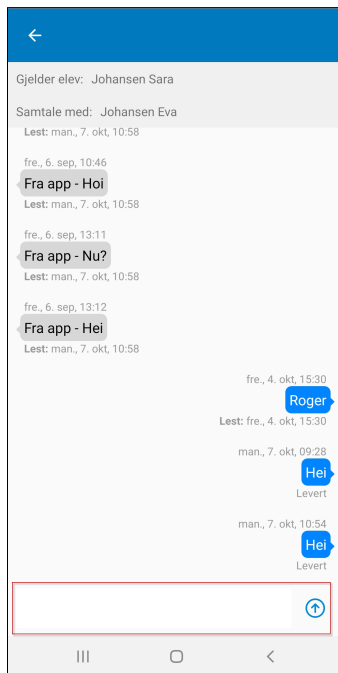 Gjelder elev: Johansen Sara
Samtale med: Johansen Eva
Lest: man., 7. okt, 10:58
fre., 6. sep, 10:46
Fra app - Hoi
Lest: man., 7. okt, 10:58
fre., 6. sep, 13:11
Fra app - Nu?
Lest: man., 7. okt, 10:58
fre., 6. sep, 13:12
Fra app - Hei
Lest: man., 7. okt, 10:58
fre., 4. okt, 15:30
Roger
Lest: fre., 4. okt, 15:30
man., 7. okt, 09:28
Hei
Levert
man., 7. okt, 10:54
Hei
Levert